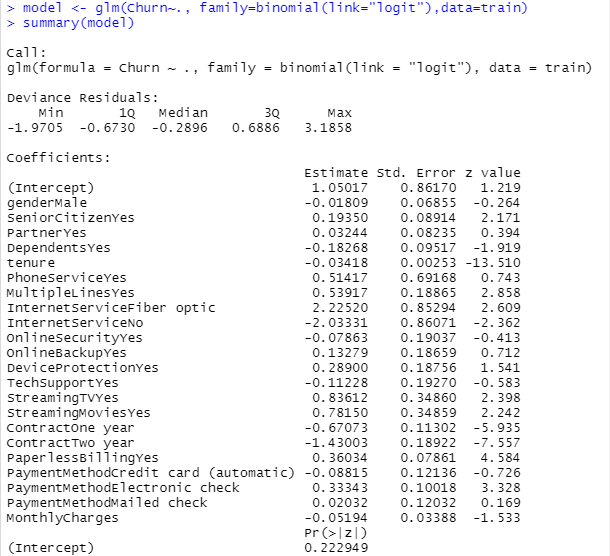 > model <- glm(Churn~., family=binomial(link="logit"),data=train)
> summary(model)
Call:
glm(formula = Churn ~ ., family = binomial(link = "logit"), data = train)
Deviance Residuals:
Min 1Q Median 3Q Max
-1.9705 -0.6730 -0.2896 0.6886 3.1858
Coefficients:
Estimate Std. Error z value
(Intercept) 1.05017 0.86170 1.219
genderMale -0.01809 0.06855 -0.264
SeniorCitizenYes 0.19350 0.08914 2.171
PartnerYes 0.03244 0.08235 0.394
DependentsYes -0.18268 0.09517 -1.919
tenure -0.03418 0.00253 -13.510
PhoneServiceYes 0.51417 0.69168 0.743
MultipleLinesYes 0.53917 0.18865 2.858
InternetServiceFiber optic 2.22520 0.85294 2.609
InternetServiceNo -2.03331 0.86071 -2.362
OnlineSecurityYes -0.07863 0.19037 -0.413
OnlineBackupYes 0.13279 0.18659 0.712
DeviceProtectionYes 0.28900 0.18756 1.541
TechSupportYes -0.11228 0.19270 -0.583
StreamingTVYes 0.83612 0.34860 2.398
StreamingMoviesYes 0.78150 0.34859 2.242
ContractOne year -0.67073 0.11302 -5.935
ContractTwo year -1.43003 0.18922 -7.557
PaperlessBillingYes 0.36034 0.07861 4.584
PaymentMethodCredit card (automatic) -0.08815 0.12136 -0.726
PaymentMethodElectronic check 0.33343 0.10018 3.328
PaymentMethodMailed check 0.02032 0.12032 0.169
MonthlyCharges -0.05194 0.03388 -1.533
Pr(>|z|)
(Intercept) 0.222949